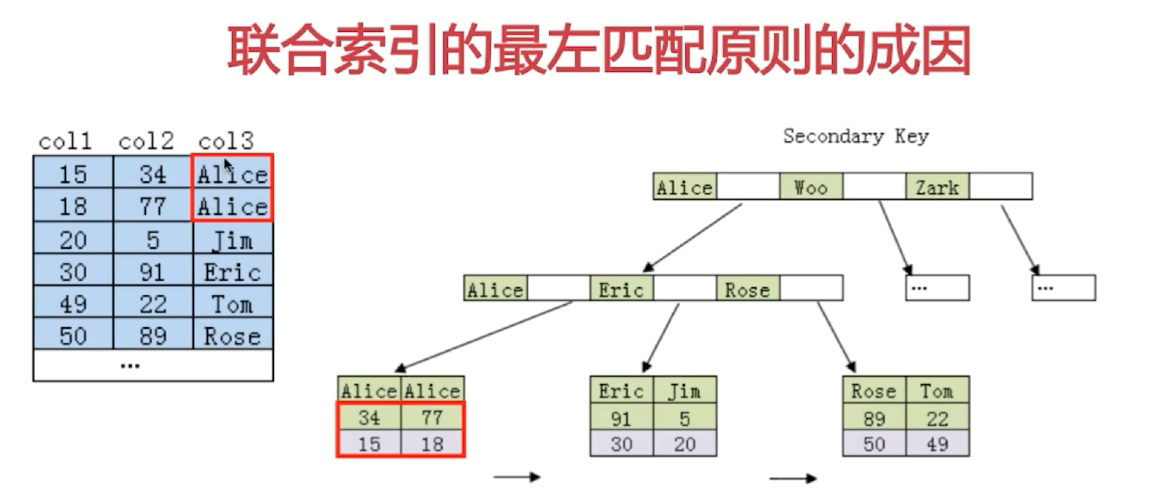 联合索引的最左匹配原则的成因
col1 col2 col3
15 34 Alice
18 77 Alice
20 5 Jim
30 91 Eric
49 22 Tom
50 89 Rose
...
Secondary Key
Alice Woo Zark
Alice Eric Rose
...
...
Alice Alice
34 77
15 18
Eric Jim
91 5
30 20
Rose Tom
89 22
50 49